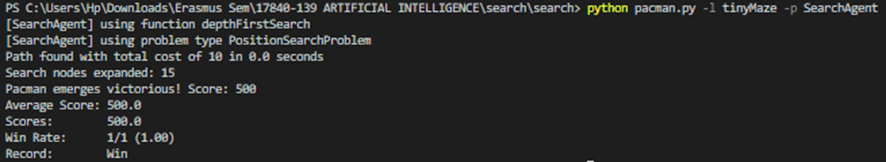 PS C:\Users\Hp\Downloads\Erasmus Sem\17840-139 ARTIFICIAL INTELLIGENCE\search\search> python pacman.py -l tinyMaze -p SearchAgent
[SearchAgent] using function depthFirstSearch
[SearchAgent] using problem type PositionSearchProblem
Path found with total cost of 10 in 0.0 seconds
Search nodes expanded: 15
Pacman emerges victorious! Score: 500
Average Score: 500.0
Scores:        500.0
Win Rate:      1/1 (1.00)
Record:        Win